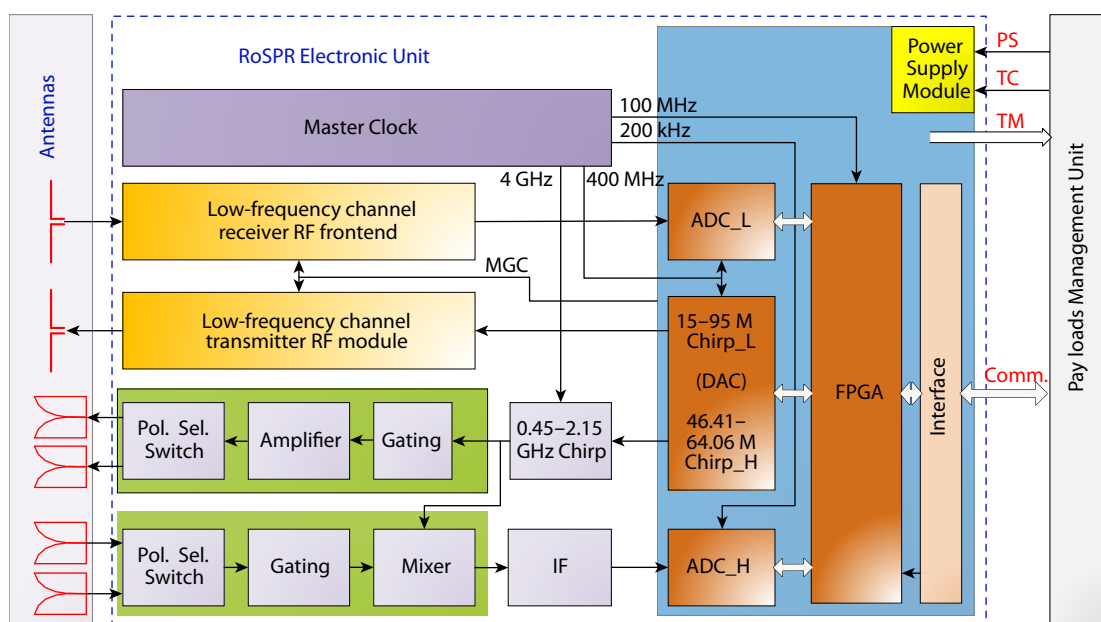 RoSPR Electronic Unit
Power
Supply
Module
PS
TC
TM
Antennas
Master Clock
100 MHz
200 kHz
4 GHz
400 MHz
Low-frequency channel
receiver RF frontend
ADC_L
MGC
Low-frequency channel
transmitter RF module
15–95 M
Chirp_L
(DAC)
46.41–
64.06 M
Chirp_H
FPGA
Interface
Comm.
Pay loads Management Unit
Pol. Sel.
Switch
Amplifier
Gating
0.45–2.15
GHz Chirp
Pol. Sel.
Switch
Gating
Mixer
IF
ADC_H